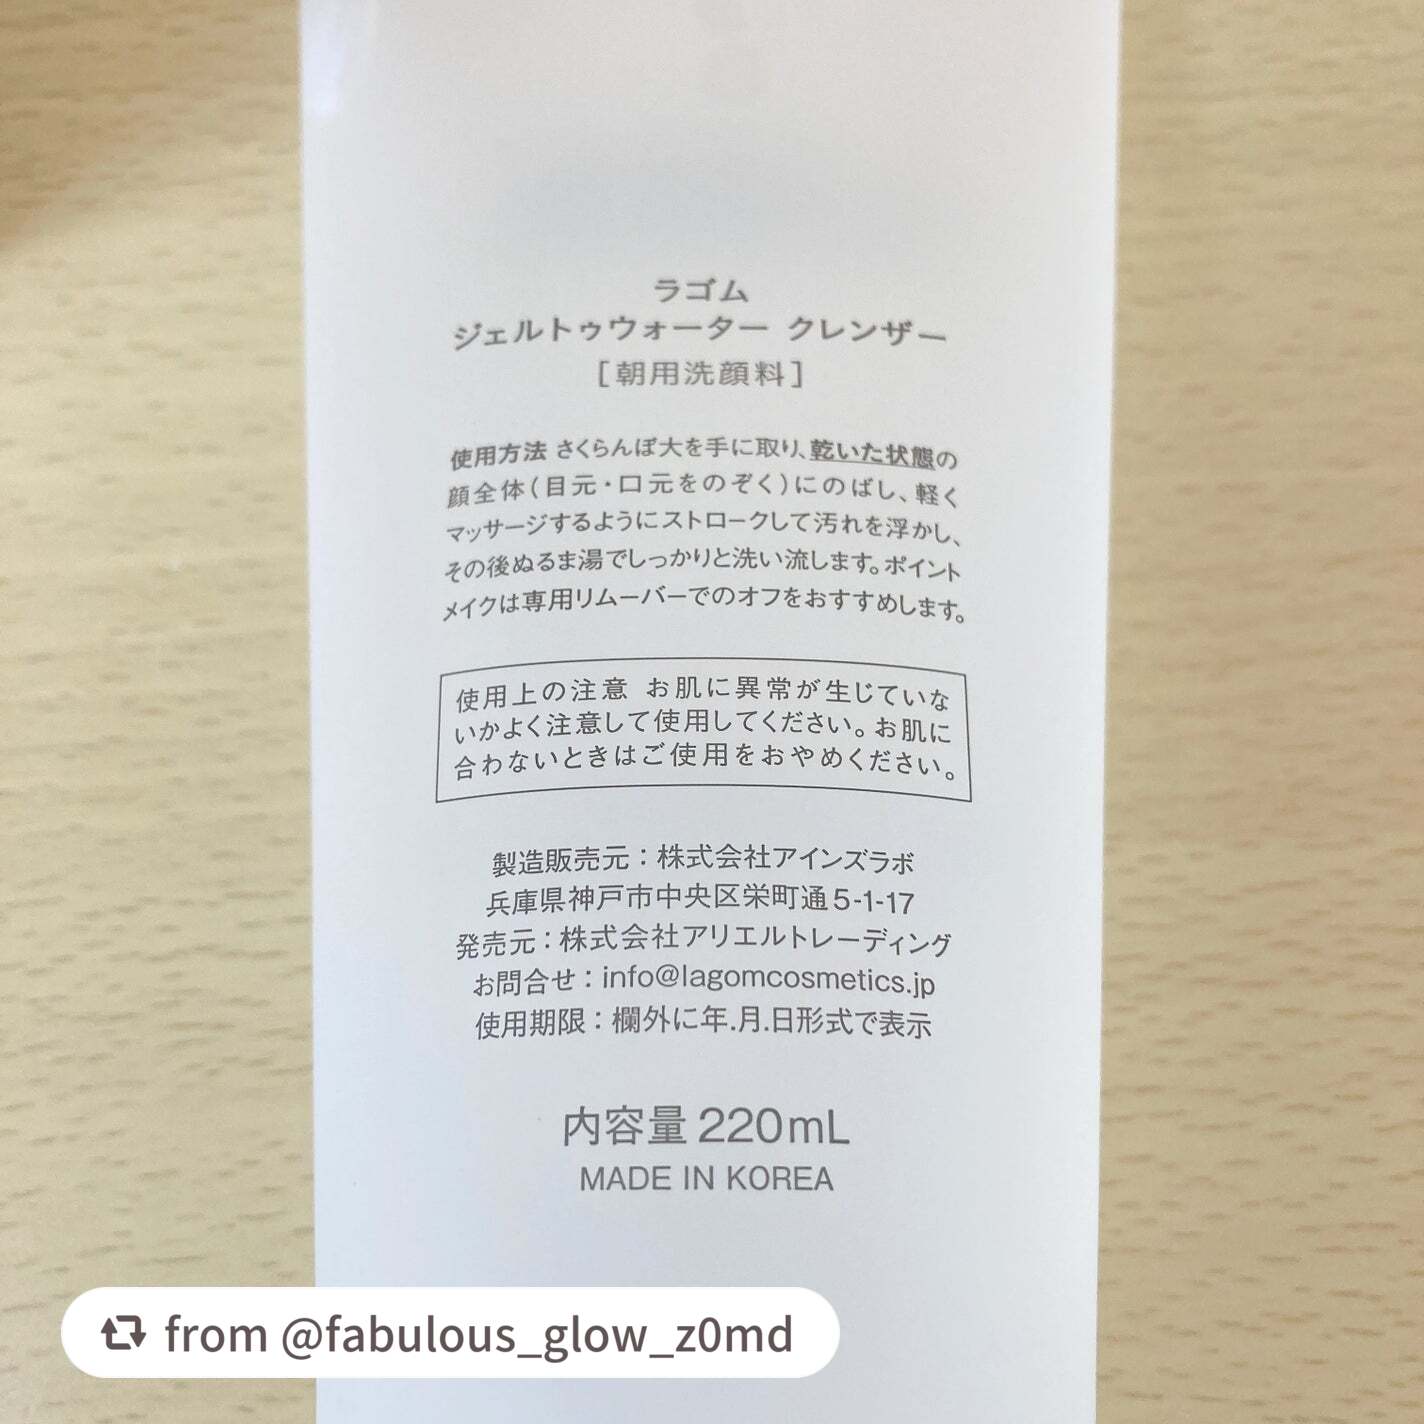 ラゴム
ジェルトゥウォーター クレンザー
[朝用洗顔料]
使用方法 さくらんぼ大を手に取り、乾いた状態の
顔全体(目元・口元をのぞく)にのばし、軽く
マッサージするようにストロークして汚れを浮かし、
その後ぬるま湯でしっかりと洗い流します。ポイント
メイクは専用リムーバーでのオフをおすすめします。
使用上の注意 お肌に異常が生じていな
いかよく注意して使用してください。お肌に
合わないときはご使用をおやめください。
製造販売元:株式会社アインズラボ
兵庫県神戸市中央区栄町通5-1-17
発売元:株式会社アリエルトレーディング
お問合せ:info@lagomcosmetics.jp
使用期限:欄外に年.月.日形式で表示
内容量 220mL
MADE IN KOREA
from @fabulous_glow_z0md